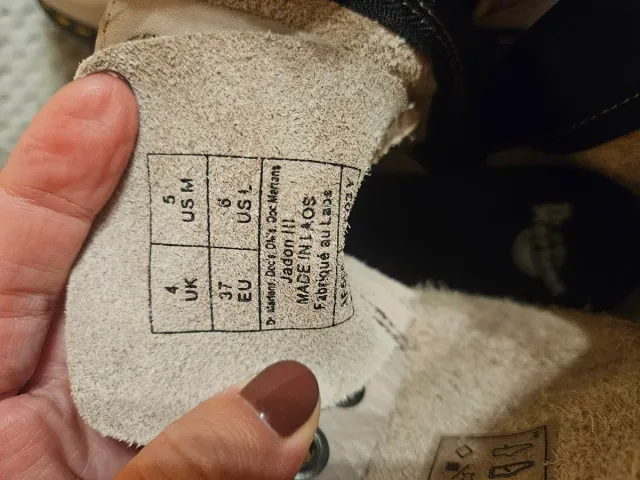 5
US M
6
US L
4
UK
37
EU
Dr. Martens, Doc's, DM's, Doc Martens
Jadon III
MADE IN LAOS
Fabriqué au Laos